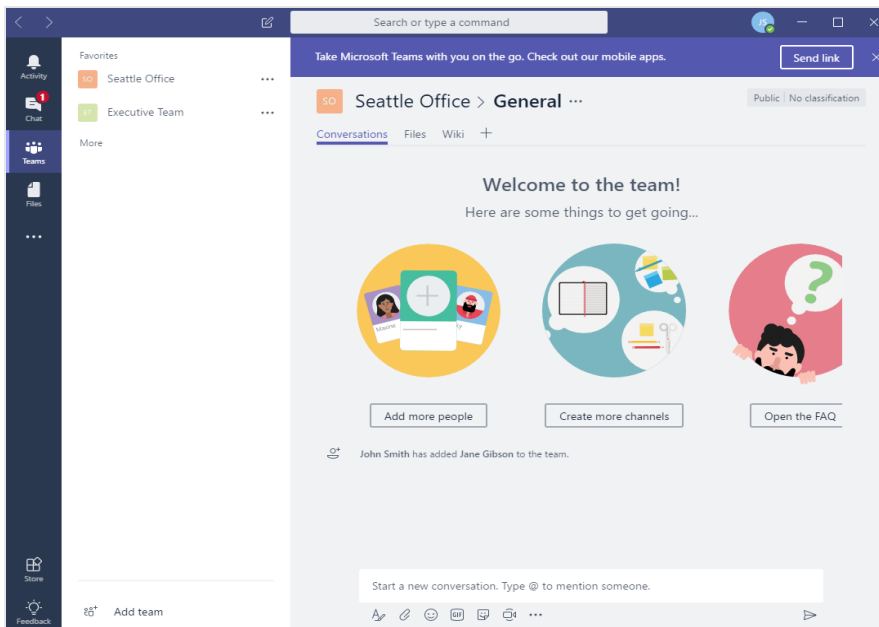 Search or type a command
JS
Activity
1
Chat
Teams
Files
Store
Feedback
Favorites
SO Seattle Office
ET Executive Team
More
Add team
Take Microsoft Teams with you on the go. Check out our mobile apps.
Send link
SO Seattle Office > General
Public | No classification
Conversations Files Wiki
Welcome to the team!
Here are some things to get going...
Maxine
Add more people
Create more channels
Open the FAQ
John Smith has added Jane Gibson to the team.
Start a new conversation. Type @ to mention someone.
GIF